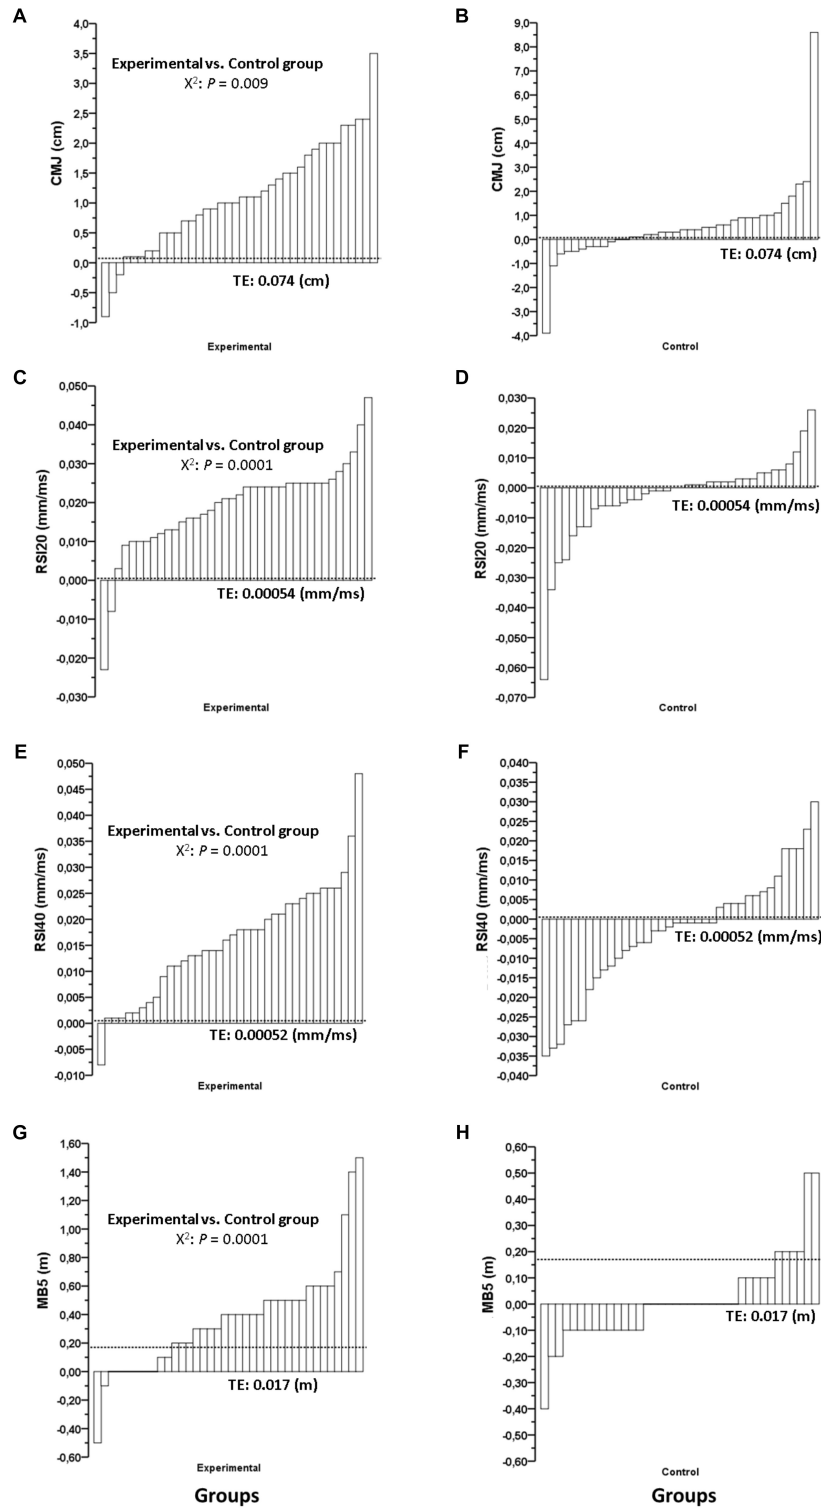 A
4,0
3,5
3,0
2,5
2,0
1,5
1,0
0,5
0,0
-0,5
-1,0
CMJ (cm)
Experimental vs. Control group
X²: P = 0.009
TE: 0.074 (cm)
Experimental
B
9,0
8,0
7,0
6,0
5,0
4,0
3,0
2,0
1,0
0,0
-1,0
-2,0
-3,0
-4,0
CMJ (cm)
TE: 0.074 (cm)
Control
C
0,050
0,040
0,030
0,020
0,010
0,000
-0,010
-0,020
-0,030
RSI20 (mm/ms)
Experimental vs. Control group
X²: P = 0.0001
TE: 0.00054 (mm/ms)
Experimental
D
0,030
0,020
0,010
0,000
-0,010
-0,020
-0,030
-0,040
-0,050
-0,060
-0,070
RSI20 (mm/ms)
TE: 0.00054 (mm/ms)
Control
E
0,050
0,045
0,040
0,035
0,030
0,025
0,020
0,015
0,010
0,005
0,000
-0,005
-0,010
RSI40 (mm/ms)
Experimental vs. Control group
X²: P = 0.0001
TE: 0.00052 (mm/ms)
Experimental
F
0,040
0,030
0,030
0,020
0,015
0,010
0,005
0,000
-0,005
-0,010
-0,015
-0,020
-0,025
-0,030
-0,035
-0,040
RSI40 (mm/ms)
TE: 0.00052 (mm/ms)
Control
G
1,60
1,40
1,20
1,00
0,80
0,60
0,40
0,20
0,00
-0,20
-0,40
-0,60
MB5 (m)
Experimental vs. Control group
X²: P = 0.0001
TE: 0.017 (m)
Experimental
Groups
H
0,60
0,50
0,40
0,30
0,20
0,10
0,00
-0,10
-0,20
-0,30
-0,40
-0,50
-0,60
MB5 (m)
TE: 0.017 (m)
Control
Groups